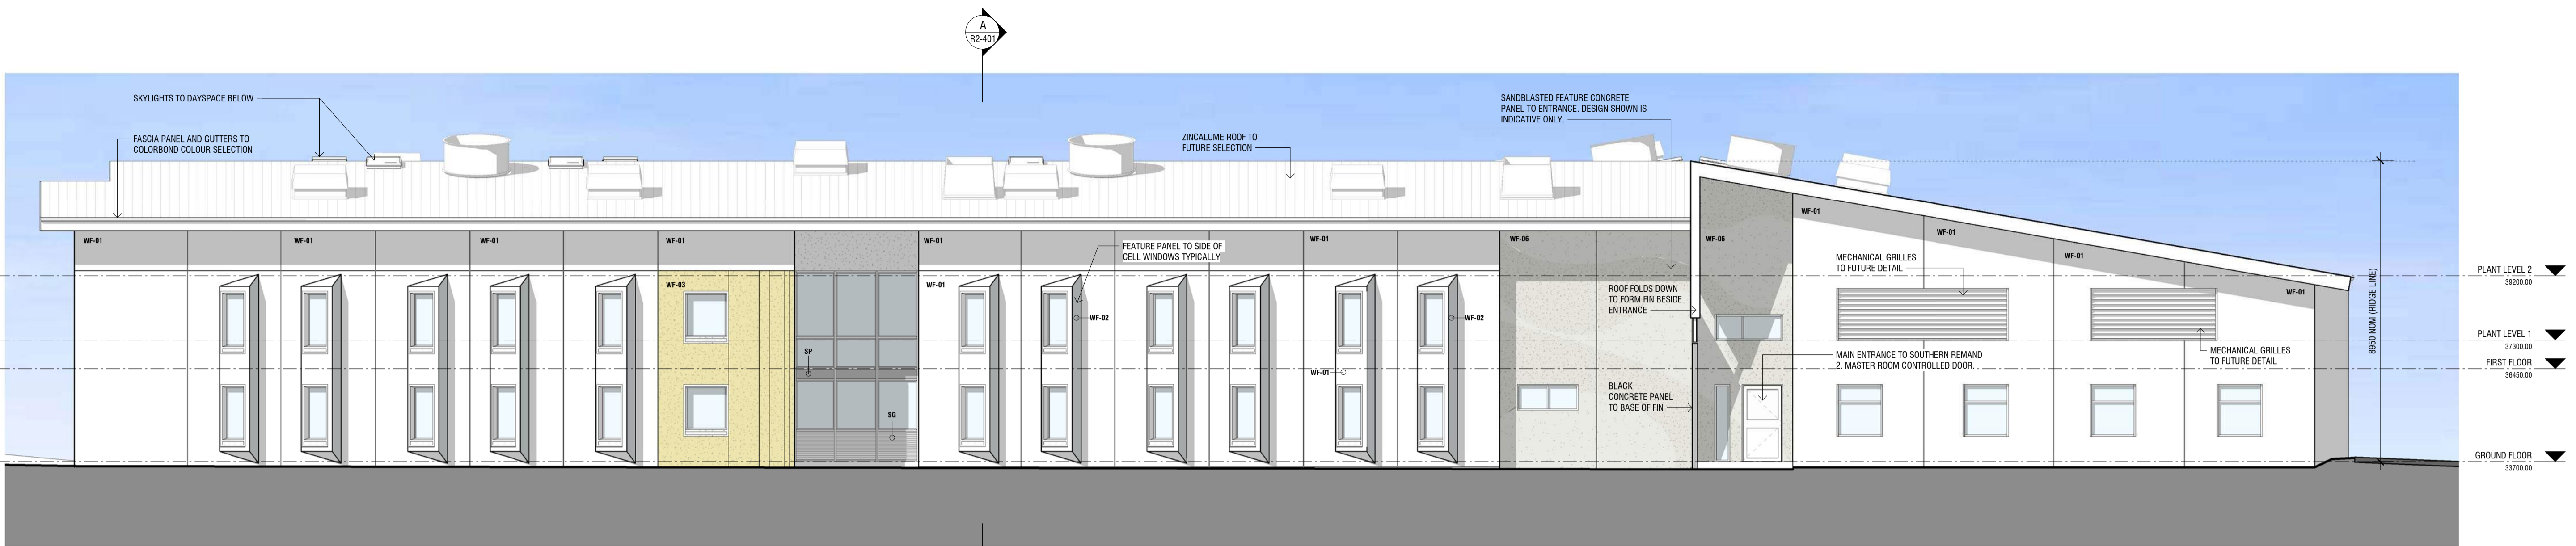 A
R2-401
SKYLIGHTS TO DAYSPACE BELOW
FASCIA PANEL AND GUTTERS TO
COLORBOND COLOUR SELECTION
ZINCALUME ROOF TO
FUTURE SELECTION
SANDBLASTED FEATURE CONCRETE
PANEL TO ENTRANCE. DESIGN SHOWN IS
INDICATIVE ONLY.
WF-01
WF-01
WF-01
WF-01
WF-01
WF-01
WF-06
WF-06
WF-01
WF-01
WF-01
WF-01
FEATURE PANEL TO SIDE OF
CELL WINDOWS TYPICALLY
MECHANICAL GRILLES
TO FUTURE DETAIL
WF-03
WF-01
ROOF FOLDS DOWN
TO FORM FIN BESIDE
ENTRANCE
WF-02
WF-02
SP
WF-01
MAIN ENTRANCE TO SOUTHERN REMAND
2. MASTER ROOM CONTROLLED DOOR.
MECHANICAL GRILLES
TO FUTURE DETAIL
BLACK
CONCRETE PANEL
TO BASE OF FIN
SG
8950 NOM (RIDGE LINE)
PLANT LEVEL 2
39200.00
PLANT LEVEL 1
37300.00
FIRST FLOOR
36450.00
GROUND FLOOR
33700.00